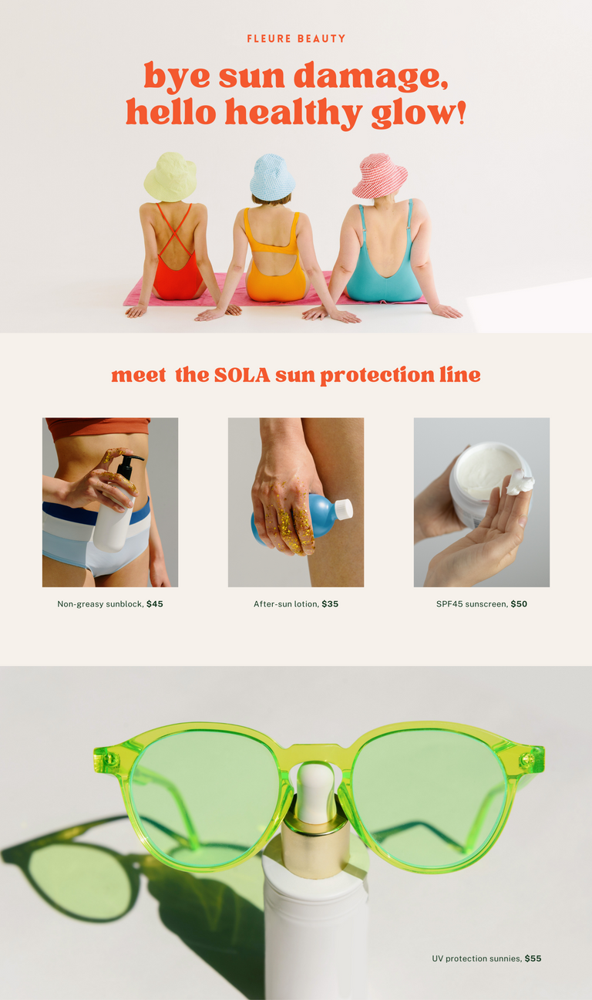 FLEURE BEAUTY
bye sun damage,
hello healthy glow!
meet the SOLA sun protection line
Non-greasy sunblock, $45
After-sun lotion, $35
SPF45 sunscreen, $50
UV protection sunnies, $55